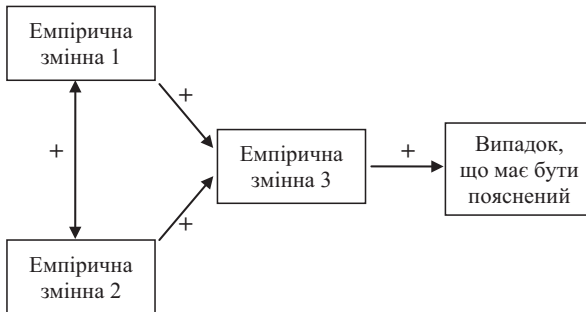 Емпірична
змінна 1
+
+
Емпірична
змінна 3
+
Випадок,
що має бути
пояснений
+
Емпірична
змінна 2